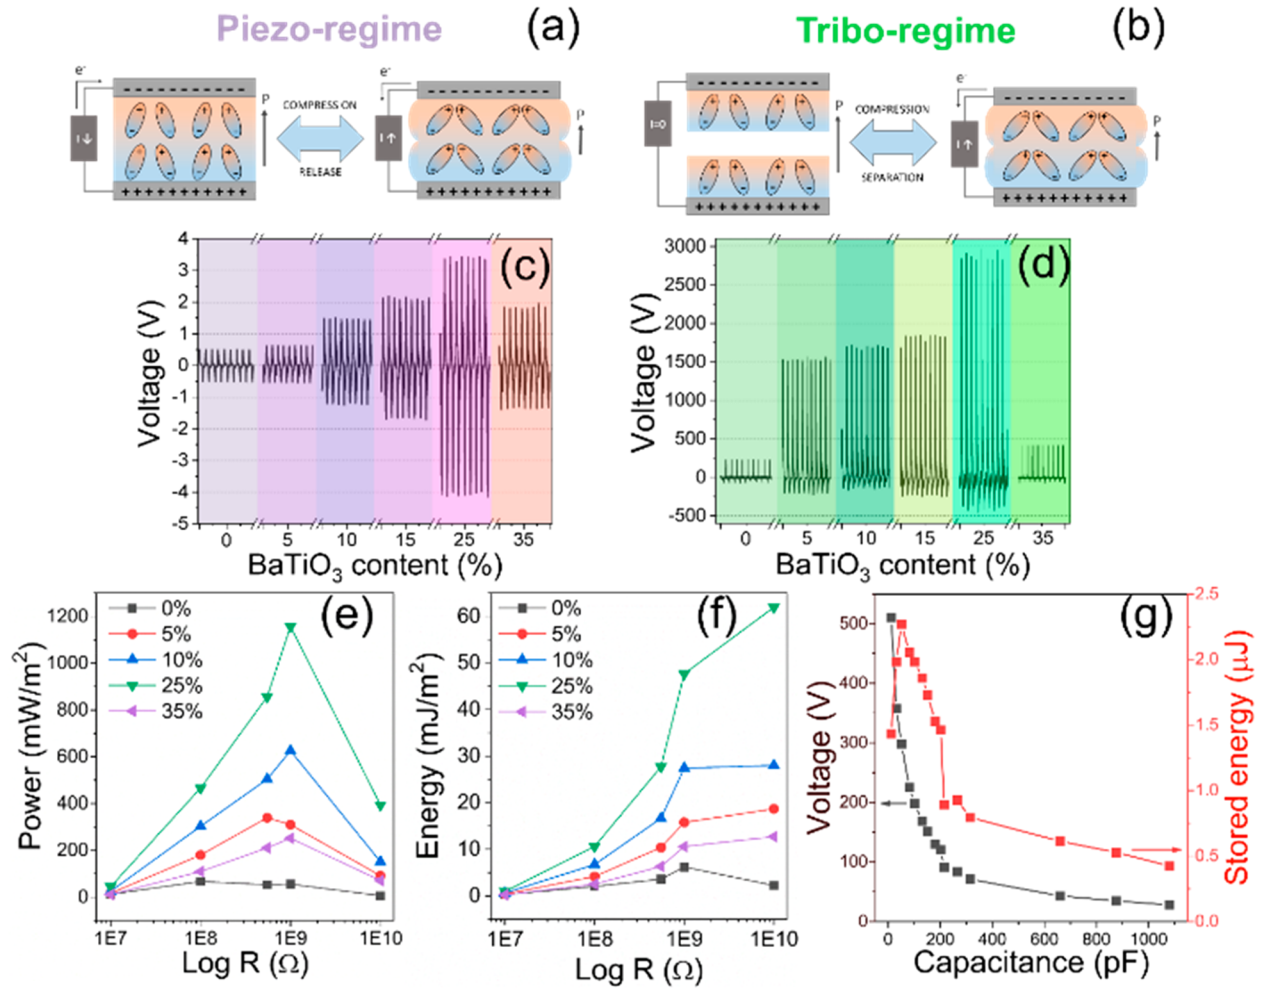 Piezo-regime (a)
Tribo-regime (b)
e-
COMPRESSION
RELEASE
I↓
P
e-
I↑
P
I=0
P
COMPRESSION
SEPARATION
e-
I↑
P
(c)
Voltage (V)
4
3
2
1
0
-1
-2
-3
-4
-5
0 5 10 15 25 35
BaTiO3 content (%)
(d)
Voltage (V)
3000
2500
2000
1500
1000
500
0
-500
0 5 10 15 25 35
BaTiO3 content (%)
(e)
Power (mW/m2)
1200
1000
800
600
400
200
0
0%
5%
10%
25%
35%
1E7 1E8 1E9 1E10
Log R (Ω)
(f)
Energy (mJ/m2)
60
50
40
30
20
10
0
0%
5%
10%
25%
35%
1E7 1E8 1E9 1E10
Log R (Ω)
(g)
Voltage (V)
500
400
300
200
100
0
0 200 400 600 800 1000
Capacitance (pF)
2.5
2.0
1.5
1.0
0.5
0.0
Stored energy (μJ)